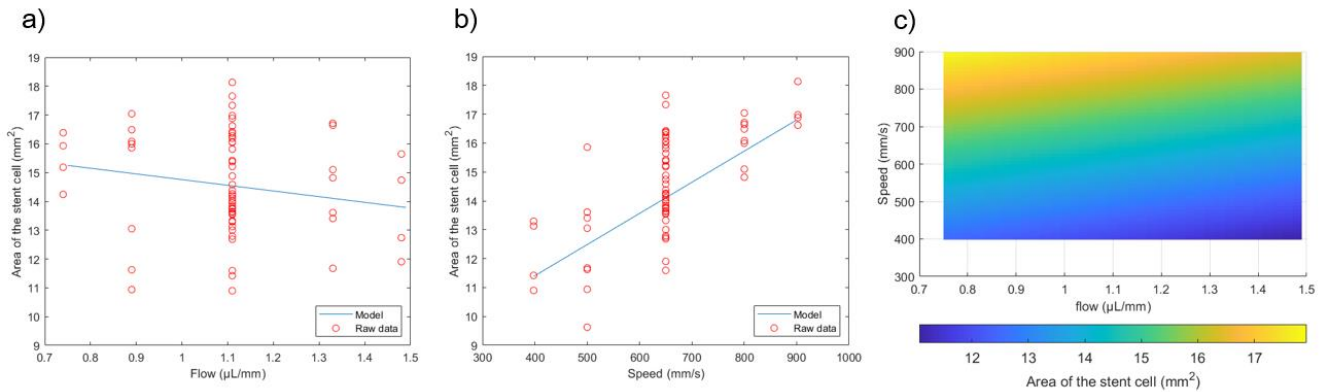 a)
19
18
17
16
15
14
13
12
11
10
9
Area of the stent cell (mm²)
0.7 0.8 0.9 1 1.1 1.2 1.3 1.4 1.5
Flow (µL/mm)
Model
Raw data
b)
19
18
17
16
15
14
13
12
11
10
9
Area of the stent cell (mm²)
300 400 500 600 700 800 900 1000
Speed (mm/s)
Model
Raw data
c)
900
800
700
600
500
400
300
Speed (mm/s)
0.7 0.8 0.9 1 1.1 1.2 1.3 1.4 1.5
flow (µL/mm)
12 13 14 15 16 17
Area of the stent cell (mm²)